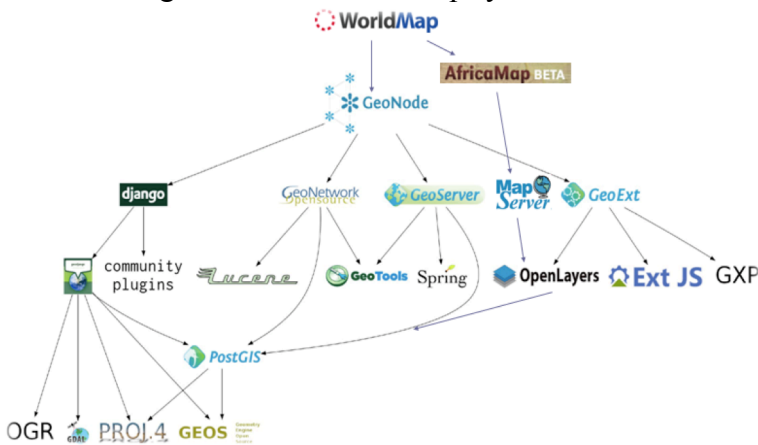 WorldMap
AfricaMap BETA
GeoNode
django
GeoNetwork
Opensource
GeoServer
Map
Server
GeoExt
community
plugins
Lucene
GeoTools
Spring
OpenLayers
Ext JS
GXP
PostGIS
OGR
GDAL
PROJ.4
GEOS